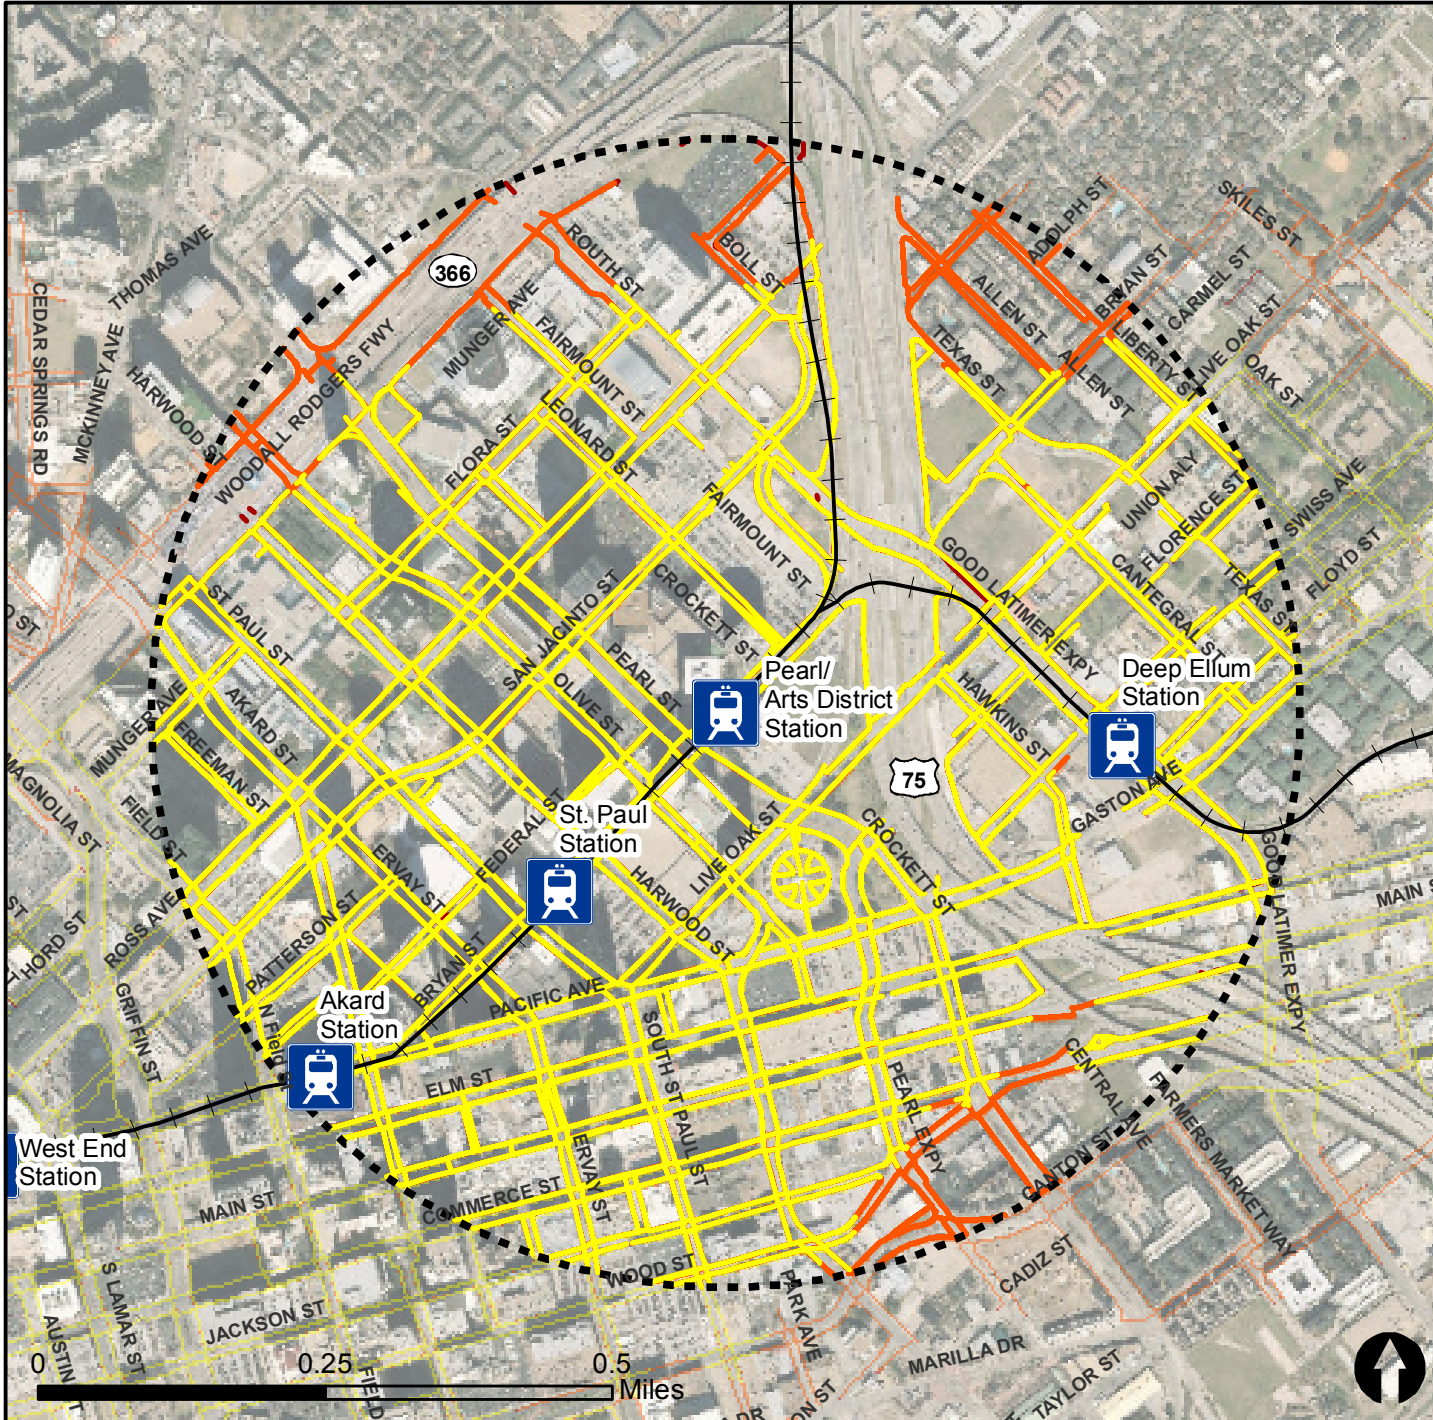 ADOLPH ST
SKILES ST
THOMAS AVE
ROUTH ST
BOLL ST
BRYAN ST
CARMEL ST
366
CEDAR SPRINGS RD
MCKINNEY AVE
HARWOOD ST
WOODALL RODGERS FWY
MUNGER AVE
FAIRMOUNT ST
ALLEN ST
TEXAS ST
ALLEN ST
LIBERTY ST
LIVE OAK ST
OAK ST
LEONARD ST
FLORA ST
FAIRMOUNT ST
UNION ALY
FLORENCE ST
SWISS AVE
FLOYD ST
CANTEGRAL ST
TEXAS ST
GOOD LATIMER EXPY
ST PAUL ST
SAN JACINTO ST
CROCKETT ST
PEARL ST
OLIVE ST
Pearl/
Arts District
Station
Deep Ellum
Station
HAWKINS ST
75
GASTON AVE
MUNGER AVE
AKARD ST
FREEMAN ST
MAGNOLIA ST
FIELD ST
FEDERAL ST
St. Paul
Station
LIVE OAK ST
CROCKETT ST
HARWOOD ST
ERVAY ST
PATTERSON ST
ROSS AVE
HORD ST
GRIFFIN ST
N Field St
BRYAN ST
PACIFIC AVE
MAIN S
GOOD LATIMER EXPY
Akard
Station
ELM ST
SOUTH ST PAUL ST
PEARL EXPY
CENTRAL AVE
FARMERS MARKET WAY
CANTON ST
ERVAY ST
West End
Station
MAIN ST
COMMERCE ST
WOOD ST
PARK AVE
CADIZ ST
MARILLA DR
TAYLOR ST
S LAMAR ST
JACKSON ST
AUSTIN
FIELD
ON ST
DR
0
0.25
0.5
Miles